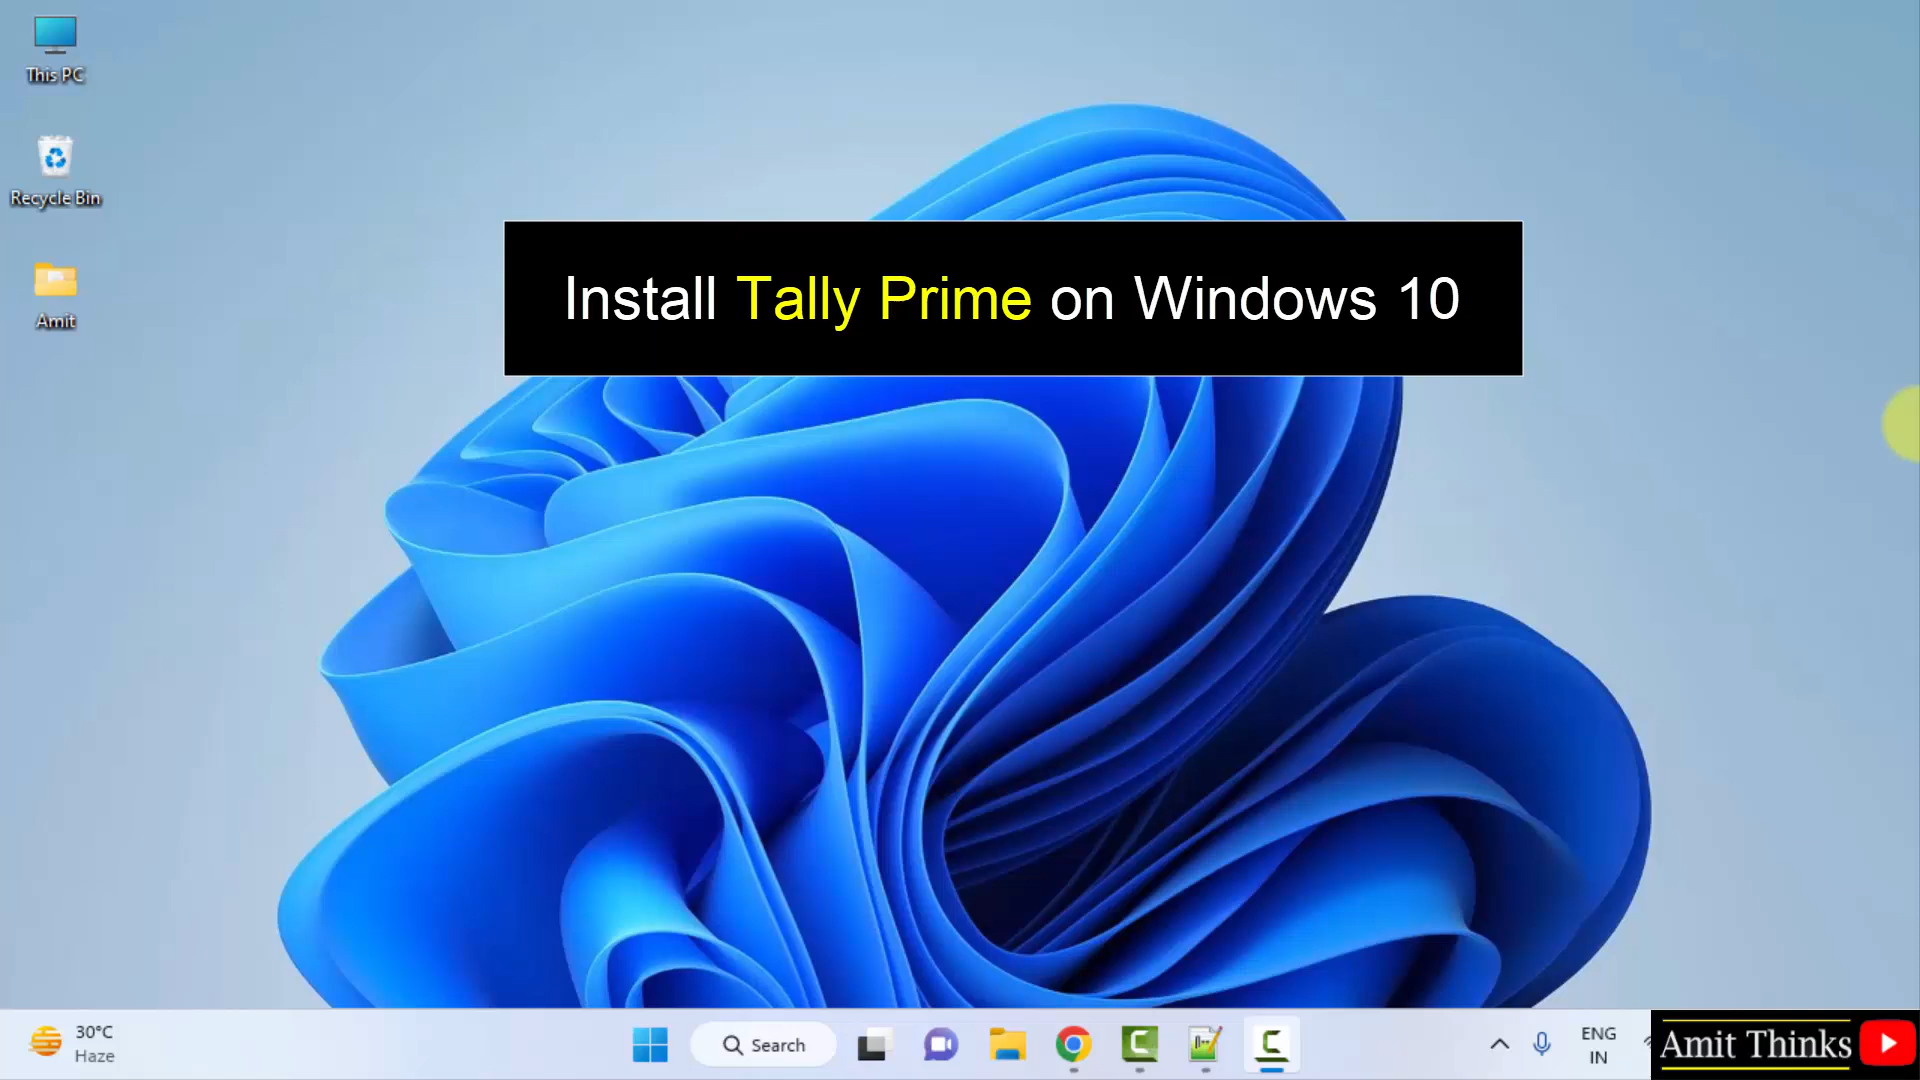 This PC
Recycle Bin
Amit
Install Tally Prime on Windows 10
30°C
Haze
Search
ENG
IN
Amit Thinks